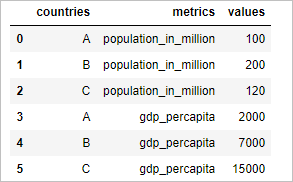 countries metrics values
0 A population_in_million 100
1 B population_in_million 200
2 C population_in_million 120
3 A gdp_percapita 2000
4 B gdp_percapita 7000
5 C gdp_percapita 15000